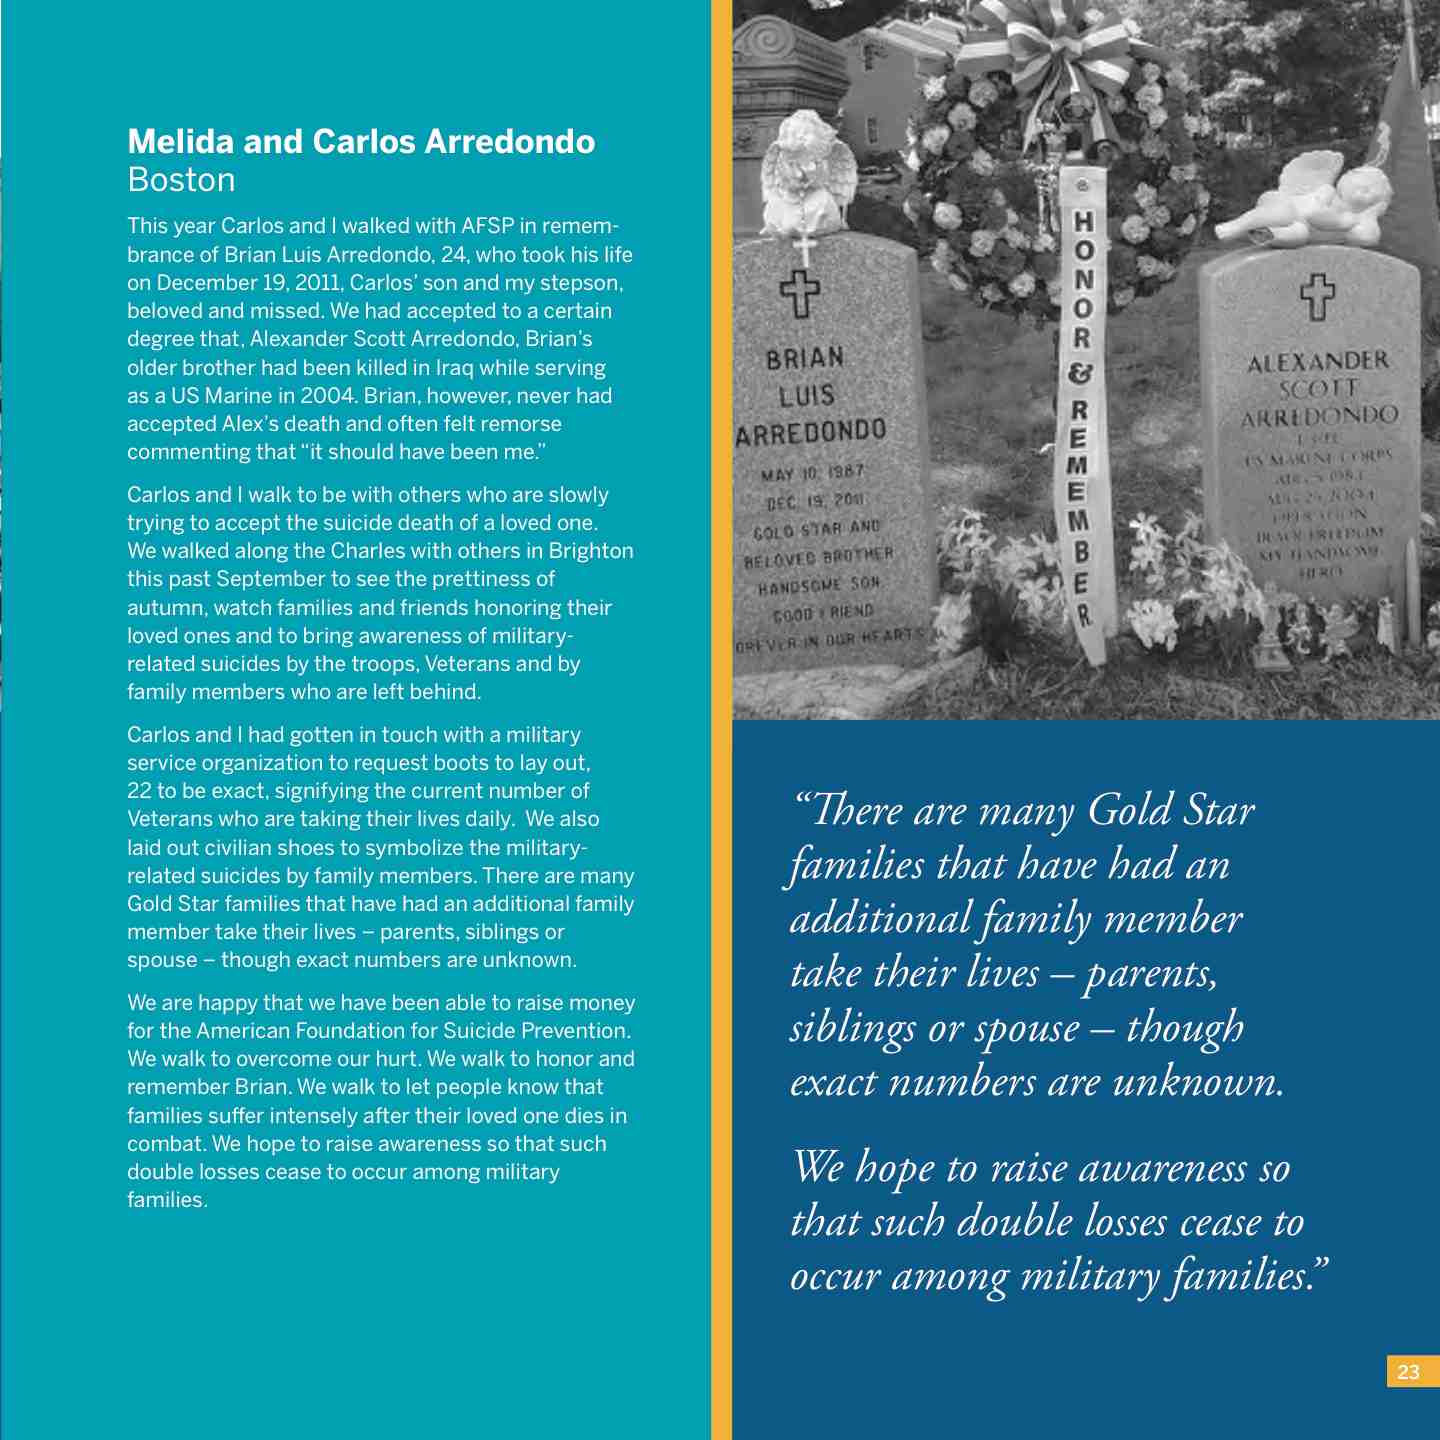 Melida and Carlos Arredondo
Boston
This year Carlos and I walked with AFSP in remem-
brance of Brian Luis Arredondo, 24, who took his life
on December 19, 2011, Carlos’ son and my stepson,
beloved and missed. We had accepted to a certain
degree that, Alexander Scott Arredondo, Brian’s
older brother had been killed in Iraq while serving
as a US Marine in 2004. Brian, however, never had
accepted Alex’s death and often felt remorse
commenting that “it should have been me.”
Carlos and I walk to be with others who are slowly
trying to accept the suicide death of a loved one.
We walked along the Charles with others in Brighton
this past September to see the prettiness of
autumn, watch families and friends honoring their
loved ones and to bring awareness of military-
related suicides by the troops, Veterans and by
family members who are left behind.
Carlos and I had gotten in touch with a military
service organization to request boots to lay out,
22 to be exact, signifying the current number of
Veterans who are taking their lives daily.  We also
laid out civilian shoes to symbolize the military-
related suicides by family members. There are many
Gold Star families that have had an additional family
member take their lives – parents, siblings or
spouse – though exact numbers are unknown.
We are happy that we have been able to raise money
for the American Foundation for Suicide Prevention.
We walk to overcome our hurt. We walk to honor and
remember Brian. We walk to let people know that
families suffer intensely after their loved one dies in
combat. We hope to raise awareness so that such
double losses cease to occur among military
families.
BRIAN
LUIS
ARREDONDO
MAY 10, 1987
DEC. 19, 2011
GOLD STAR AND
BELOVED BROTHER
HANDSOME SON
GOOD FRIEND
FOREVER IN OUR HEARTS
HONOR & REMEMBER
ALEXANDER
SCOTT
ARREDONDO
US MARINE CORPS
OPERATION
IRAQI FREEDOM
MY HANDSOME
HERO
“There are many Gold Star
families that have had an
additional family member
take their lives – parents,
siblings or spouse – though
exact numbers are unknown.
We hope to raise awareness so
that such double losses cease to
occur among military families.”
23